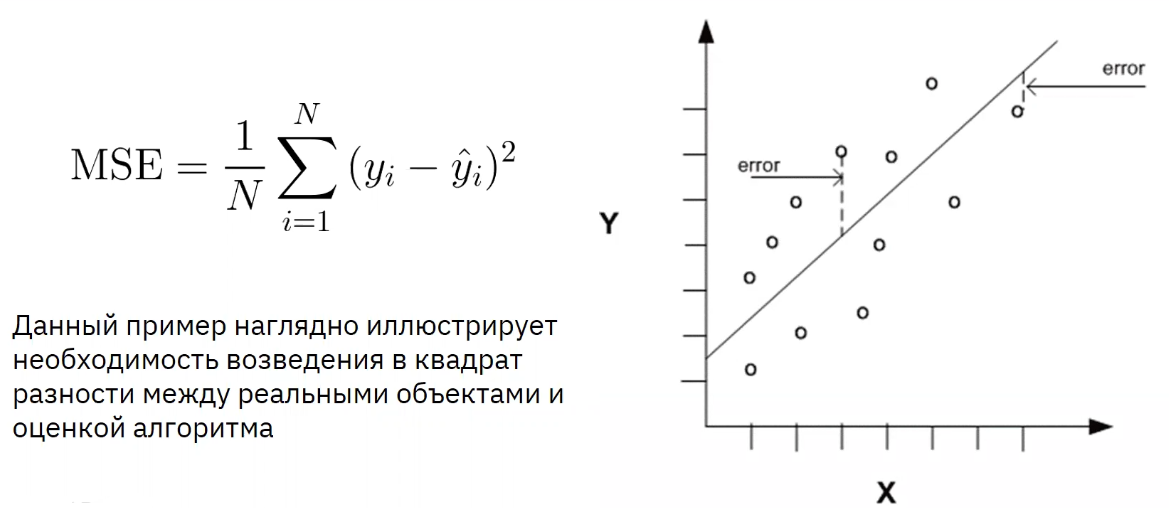 MSE = \frac{1}{N} \sum_{i=1}^{N} (y_i - \hat{y}_i)^2
Данный пример наглядно иллюстрирует
необходимость возведения в квадрат
разности между реальными объектами и
оценкой алгоритма
error
error
Y
X